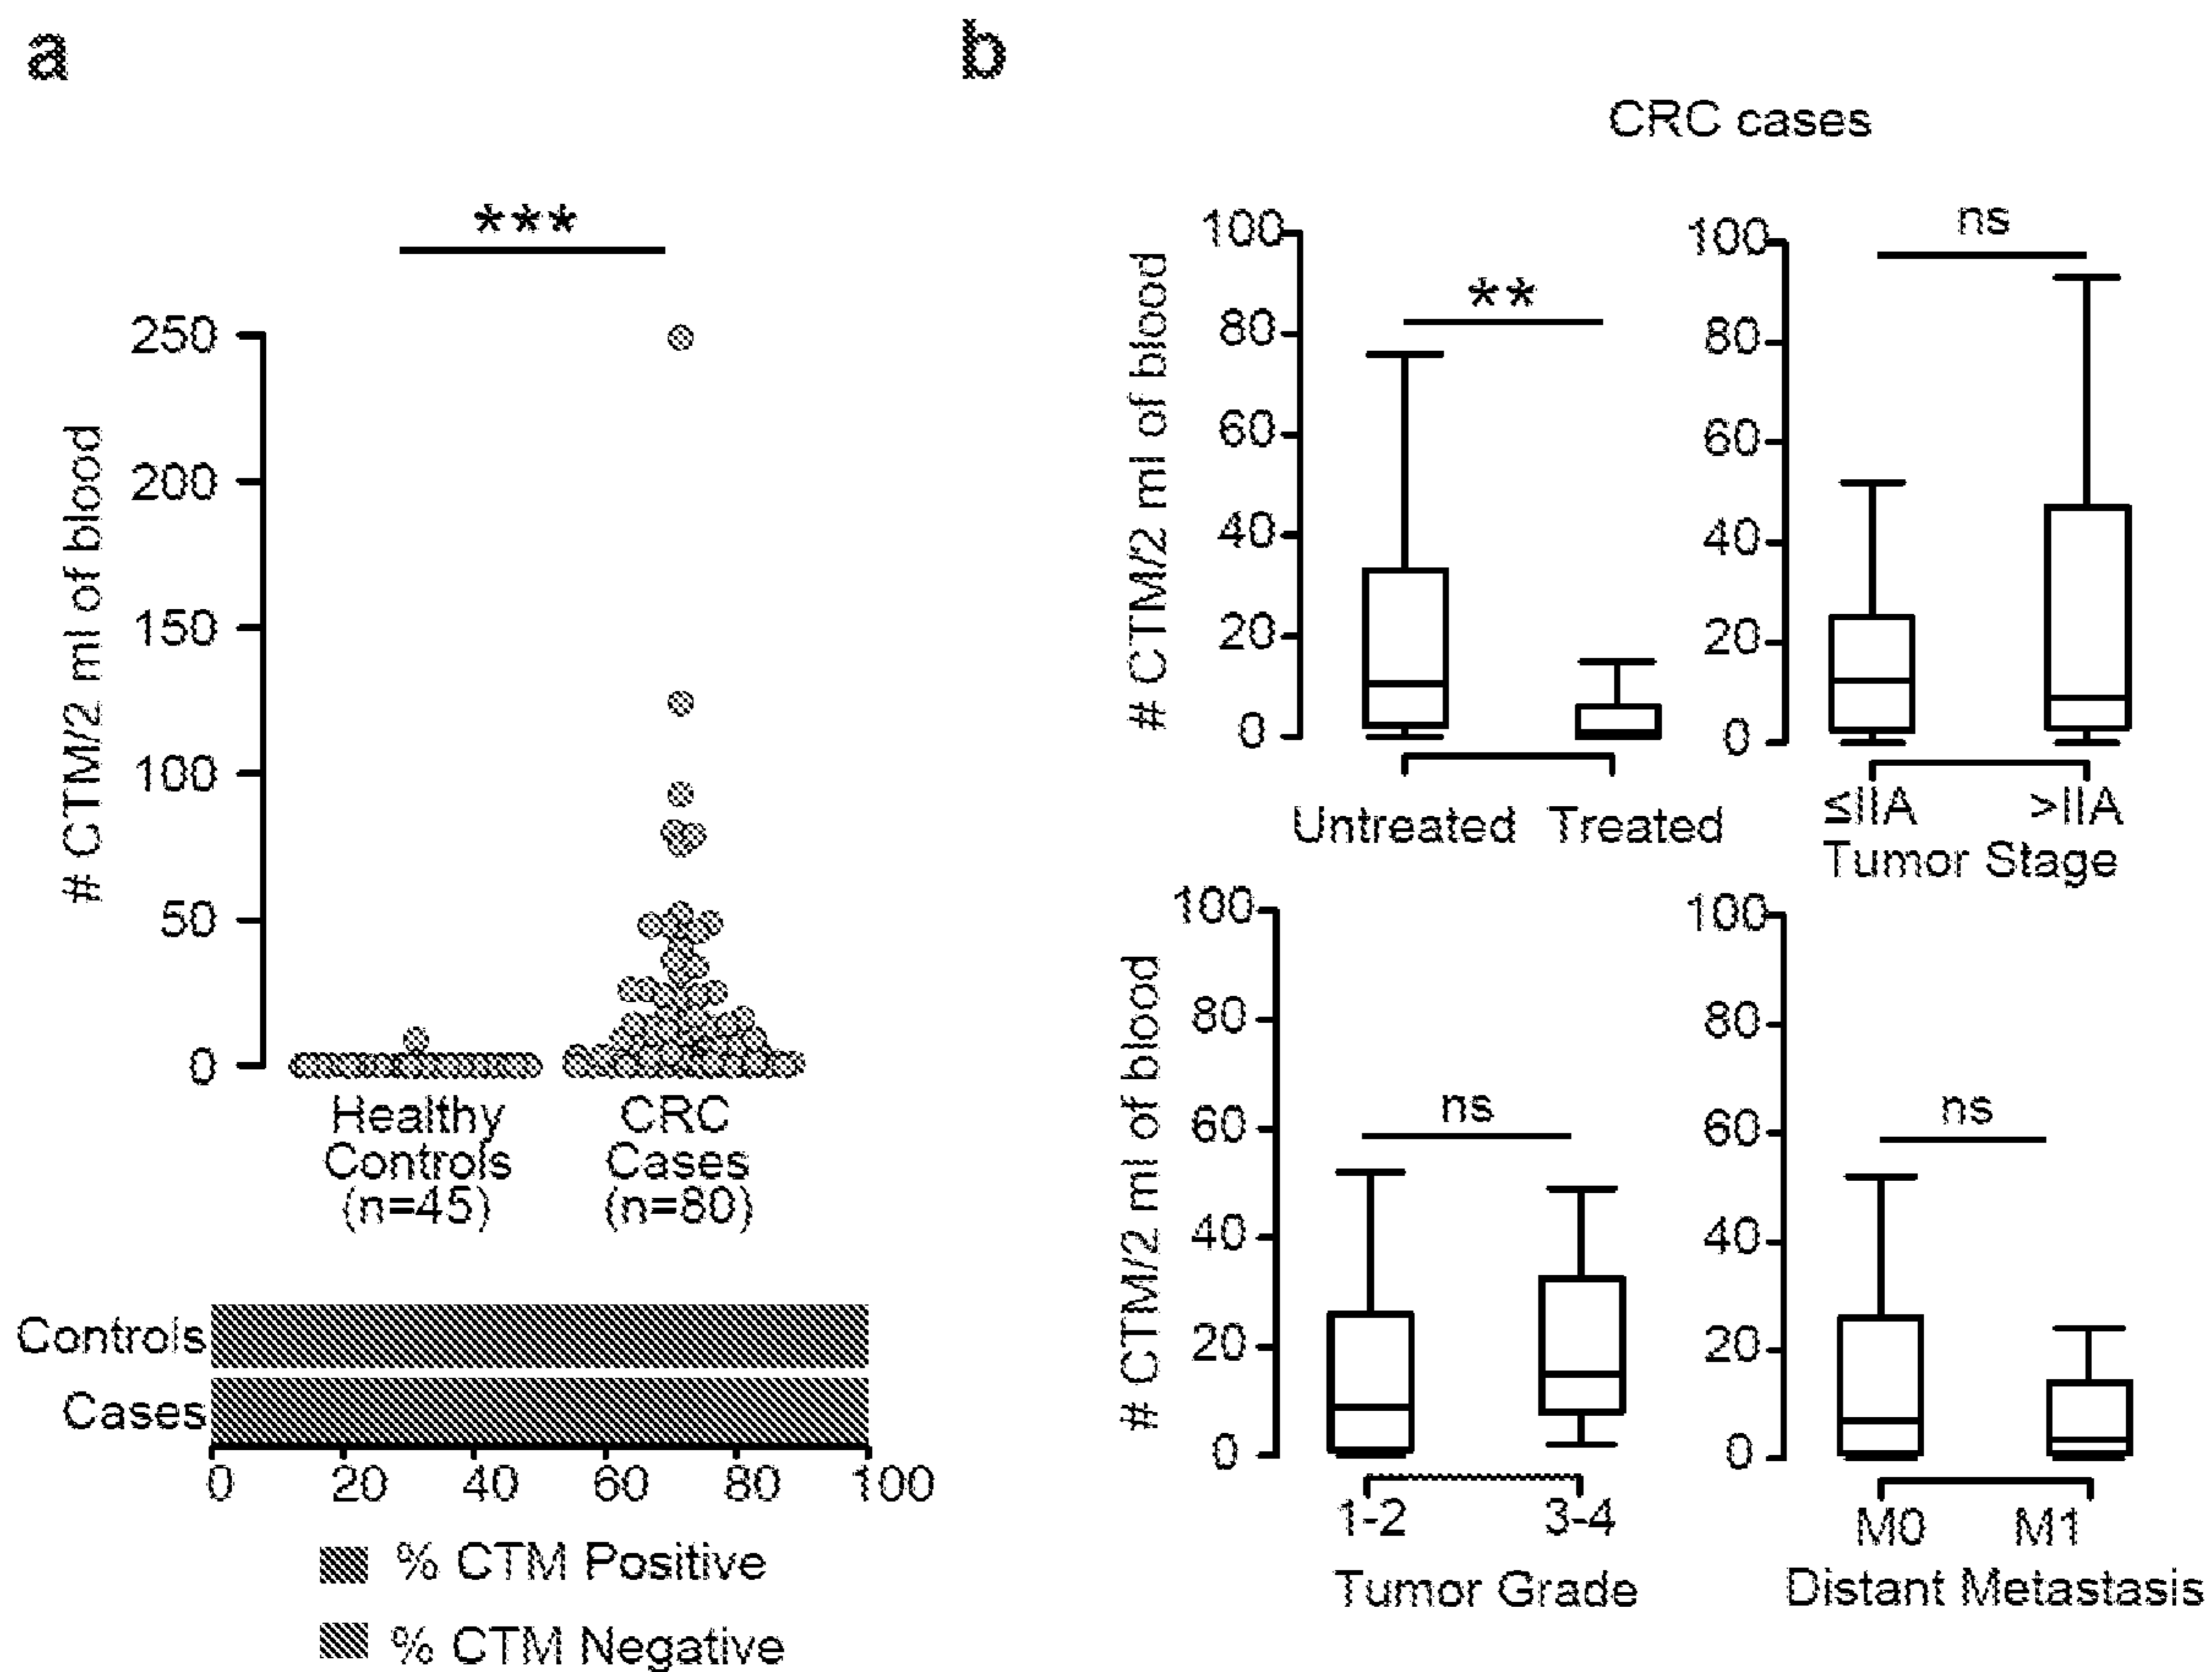 a
***
250
200
150
100
50
0
# CTM/2 ml of blood
Healthy
Controls
(n=45)
CRC
Cases
(n=80)
Controls
Cases
0 20 40 60 80 100
% CTM Positive
% CTM Negative
b
CRC cases
# CTM/2 ml of blood
100
80
60
40
20
0
**
Untreated Treated
100
80
60
40
20
0
ns
≤IIA >IIA
Tumor Stage
# CTM/2 ml of blood
100
80
60
40
20
0
ns
1-2 3-4
Tumor Grade
100
80
60
40
20
0
ns
M0 M1
Distant Metastasis